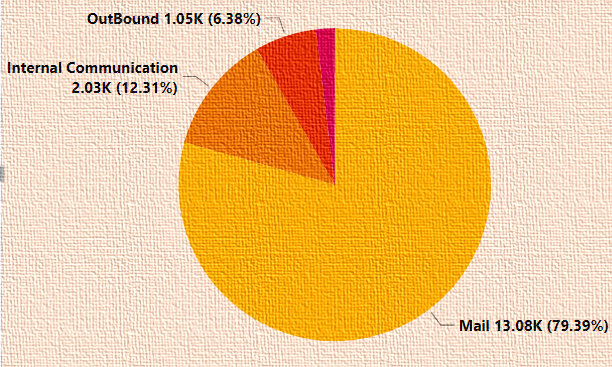 OutBound 1.05K (6.38%)
Internal Communication
2.03K (12.31%)
Mail 13.08K (79.39%)